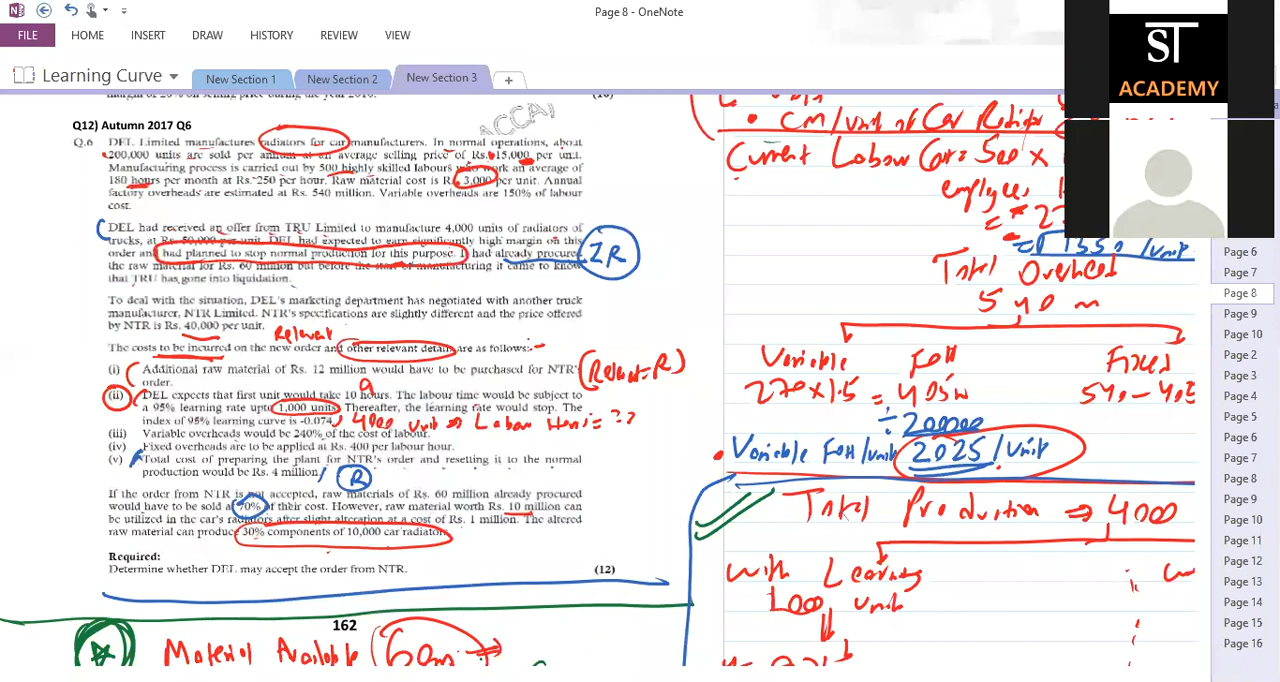 Page 8 - OneNote
FILE HOME INSERT DRAW HISTORY REVIEW VIEW
Learning Curve New Section 1 New Section 2 New Section 3 +
ST
ACADEMY
ACCA
Q12) Autumn 2017 Q6
Q.6 DEL Limited manufactures radiators for car manufacturers. In normal operations, about
200,000 units are sold per annum at an average selling price of Rs. 15,000 per unit.
Manufacturing process is carried out by 500 highly skilled labours who work an average of
180 hours per month at Rs. 250 per hour. Raw material cost is Rs. 3,000 per unit. Annual
factory overheads are estimated at Rs. 540 million. Variable overheads are 150% of labour
cost.
DEL had received an offer from TRU Limited to manufacture 4,000 units of radiators of
trucks, at Rs. 50,000 per unit. DEL had expected to earn significantly high margin on this
order and had planned to stop normal production for this purpose. It had already procured
the raw material for Rs. 60 million but before the start of manufacturing it came to know
that TRU has gone into liquidation.
IR
To deal with the situation, DEL's marketing department has negotiated with another truck
manufacturer, NTR Limited. NTR's specifications are slightly different and the price offered
by NTR is Rs. 40,000 per unit.
Relevant
The costs to be incurred on the new order and other relevant details are as follows:
(i) Additional raw material of Rs. 12 million would have to be purchased for NTR's
order.
(Relevant=R)
a
(ii) DEL expects that first unit would take 10 hours. The labour time would be subject to
a 95% learning rate upto 1,000 units. Thereafter, the learning rate would stop. The
index of 95% learning curve is -0.074.
4000 unit ⇒ Labour Hours = ??
(iii) Variable overheads would be 240% of the cost of labour.
(iv) Fixed overheads are to be applied at Rs. 400 per labour hour.
(v) Total cost of preparing the plant for NTR's order and resetting it to the normal
production would be Rs. 4 million.
R
If the order from NTR is not accepted, raw materials of Rs. 60 million already procured
would have to be sold at 70% of their cost. However, raw material worth Rs. 10 million can
be utilized in the car's radiators after slight alteration at a cost of Rs. 1 million. The altered
raw material can produce 30% components of 10,000 car radiators.
Required:
Determine whether DEL may accept the order from NTR. (12)
162
Material Available 60m
• CM/unit of Car Radiator
Current Labour Cost = 500 ×
employees
1350/unit
Total Overhead
540 m
Variable FOH Fixed
270 × 1.5 = 405m 540 - 405
÷ 200000
• Variable FOH/unit 2025/unit
Total Production ⇒ 4000
with Learning
1000 unit
Page 6
Page 7
Page 8
Page 9
Page 10
Page 2
Page 3
Page 4
Page 5
Page 6
Page 7
Page 8
Page 9
Page 10
Page 11
Page 12
Page 13
Page 14
Page 15
Page 16